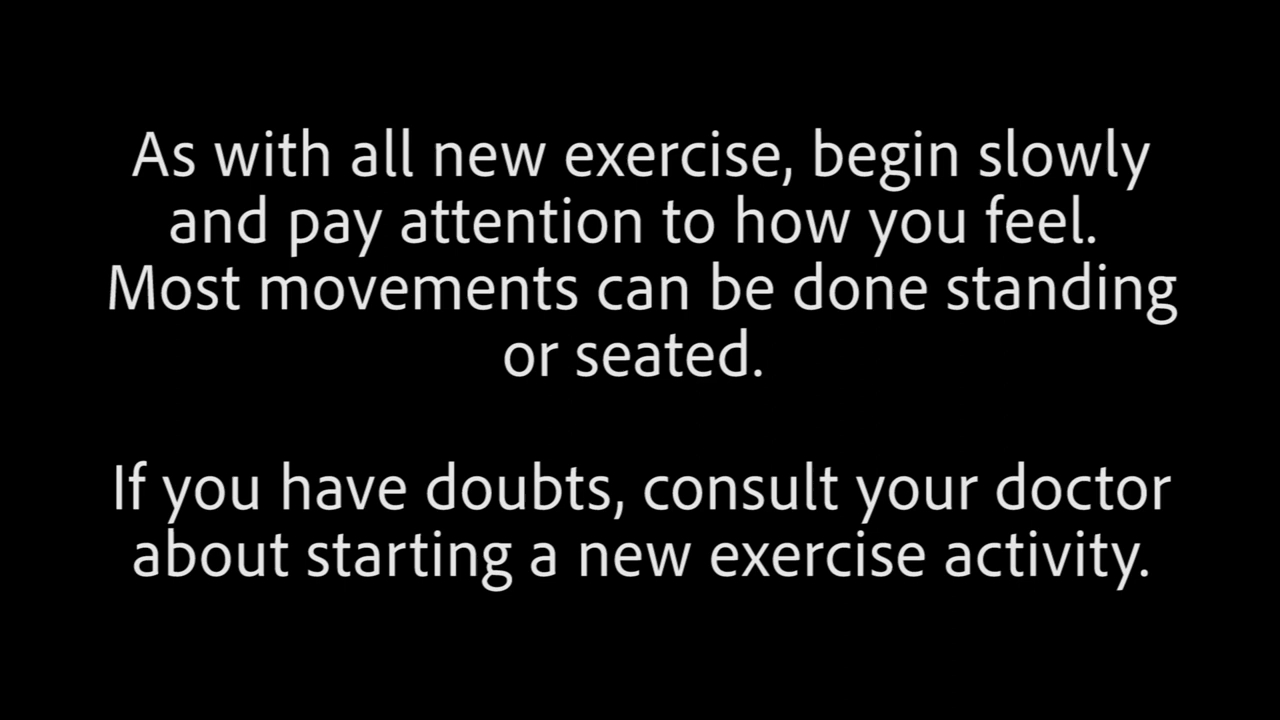 As with all new exercise, begin slowly
and pay attention to how you feel.
Most movements can be done standing
or seated.
If you have doubts, consult your doctor
about starting a new exercise activity.